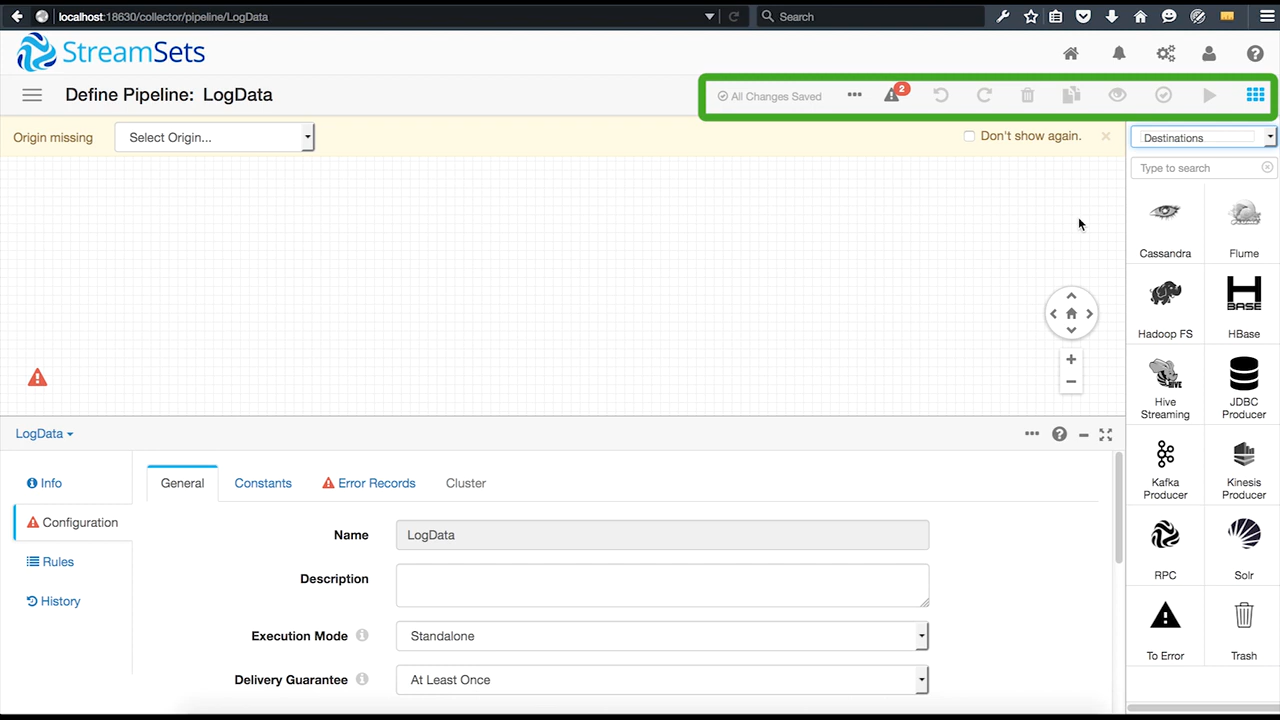 localhost:18630/collector/pipeline/LogData
Search
StreamSets
Define Pipeline: LogData
All Changes Saved
2
Origin missing
Select Origin...
Don't show again.
Destinations
Type to search
Cassandra
Flume
Hadoop FS
HBASE
HBase
HIVE
Hive
Streaming
JDBC
Producer
Kafka
Producer
Kinesis
Producer
RPC
Solr
To Error
Trash
LogData
Info
Configuration
Rules
History
General
Constants
Error Records
Cluster
Name
LogData
Description
Execution Mode
Standalone
Delivery Guarantee
At Least Once